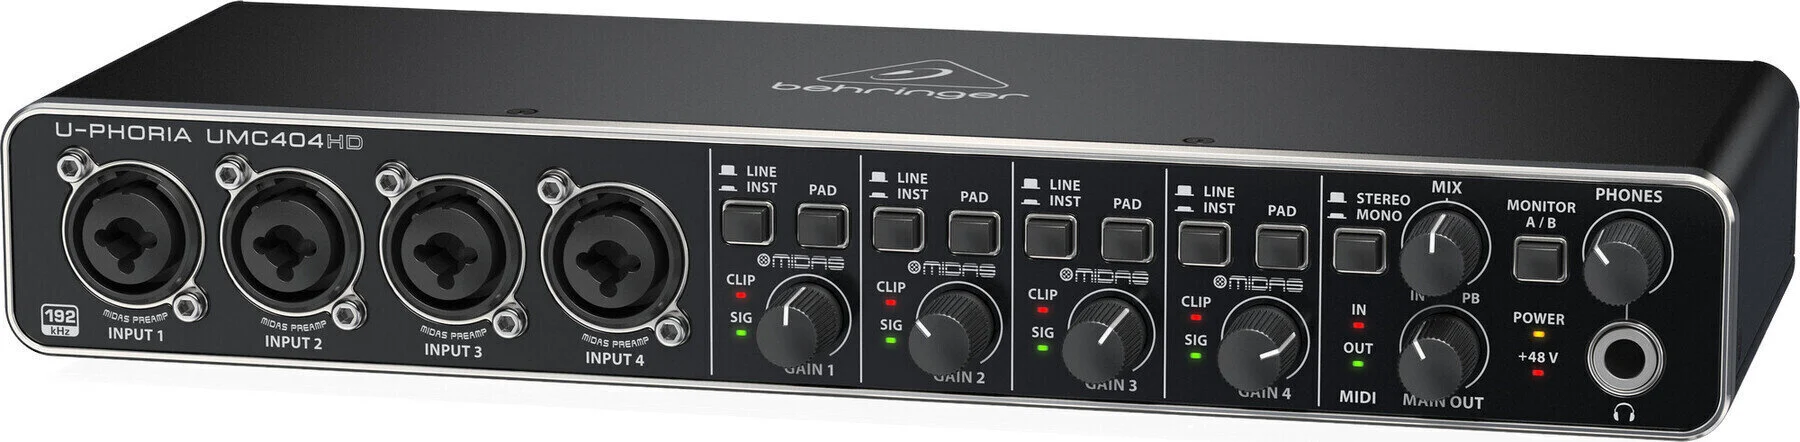 behringer
U-PHORIA UMC404HD
192
kHz
MIDAS PREAMP
INPUT 1
MIDAS PREAMP
INPUT 2
MIDAS PREAMP
INPUT 3
MIDAS PREAMP
INPUT 4
LINE
INST
PAD
MIDAS
CLIP
SIG
GAIN 1
LINE
INST
PAD
MIDAS
CLIP
SIG
GAIN 2
LINE
INST
PAD
MIDAS
CLIP
SIG
GAIN 3
LINE
INST
PAD
MIDAS
CLIP
SIG
GAIN 4
STEREO
MONO
MIX
IN PB
IN
OUT
MIDI
MAIN OUT
MONITOR
A / B
POWER
+48 V
PHONES